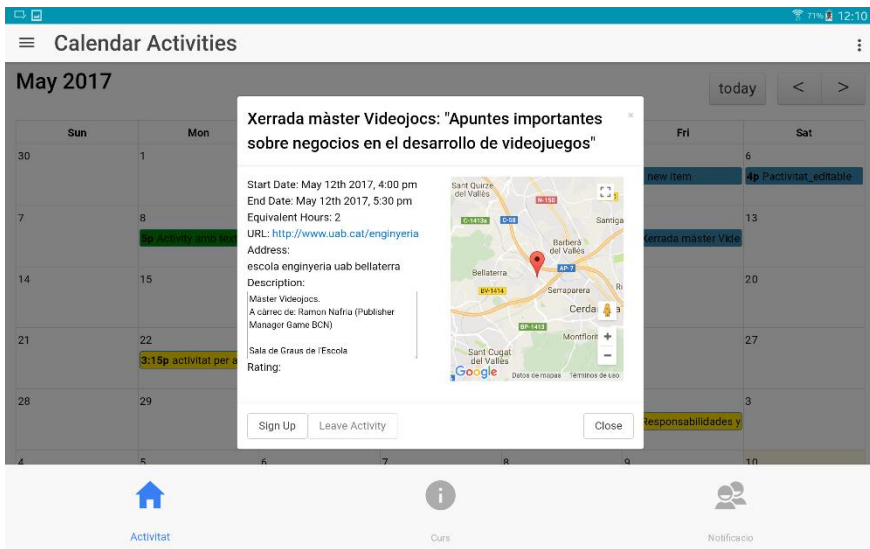 71% 12:10
Calendar Activities
May 2017
today < >
Sun Mon Fri Sat
30 1 6
new item 4p Pactivitat_editable
7 8 13
5p Activity amb text Xerrada màster Vide
14 15 20
21 22 27
3:15p activitat per a
28 29 3
Responsabilidades y
4 5 6 7 8 9 10
Xerrada màster Videojocs: "Apuntes importantes
sobre negocios en el desarrollo de videojuegos"
×
Start Date: May 12th 2017, 4:00 pm
End Date: May 12th 2017, 5:30 pm
Equivalent Hours: 2
URL: http://www.uab.cat/enginyeria
Address:
escola enginyeria uab bellaterra
Description:
Màster Videojocs.
A càrrec de: Ramon Nafria (Publisher
Manager Game BCN)
Sala de Graus de l'Escola
Rating:
Sant Quirze
del Vallès
N-150
C-1413a C-58 Santiga
Barberà
del Vallès
Bellaterra AP-7
BV-1414 Serraparera Ri
Cerda a
BP-1413
Montflorit +
Sant Cugat −
del Vallès
Google Datos de mapas Términos de uso
Sign Up Leave Activity Close
Activitat Curs Notificacio